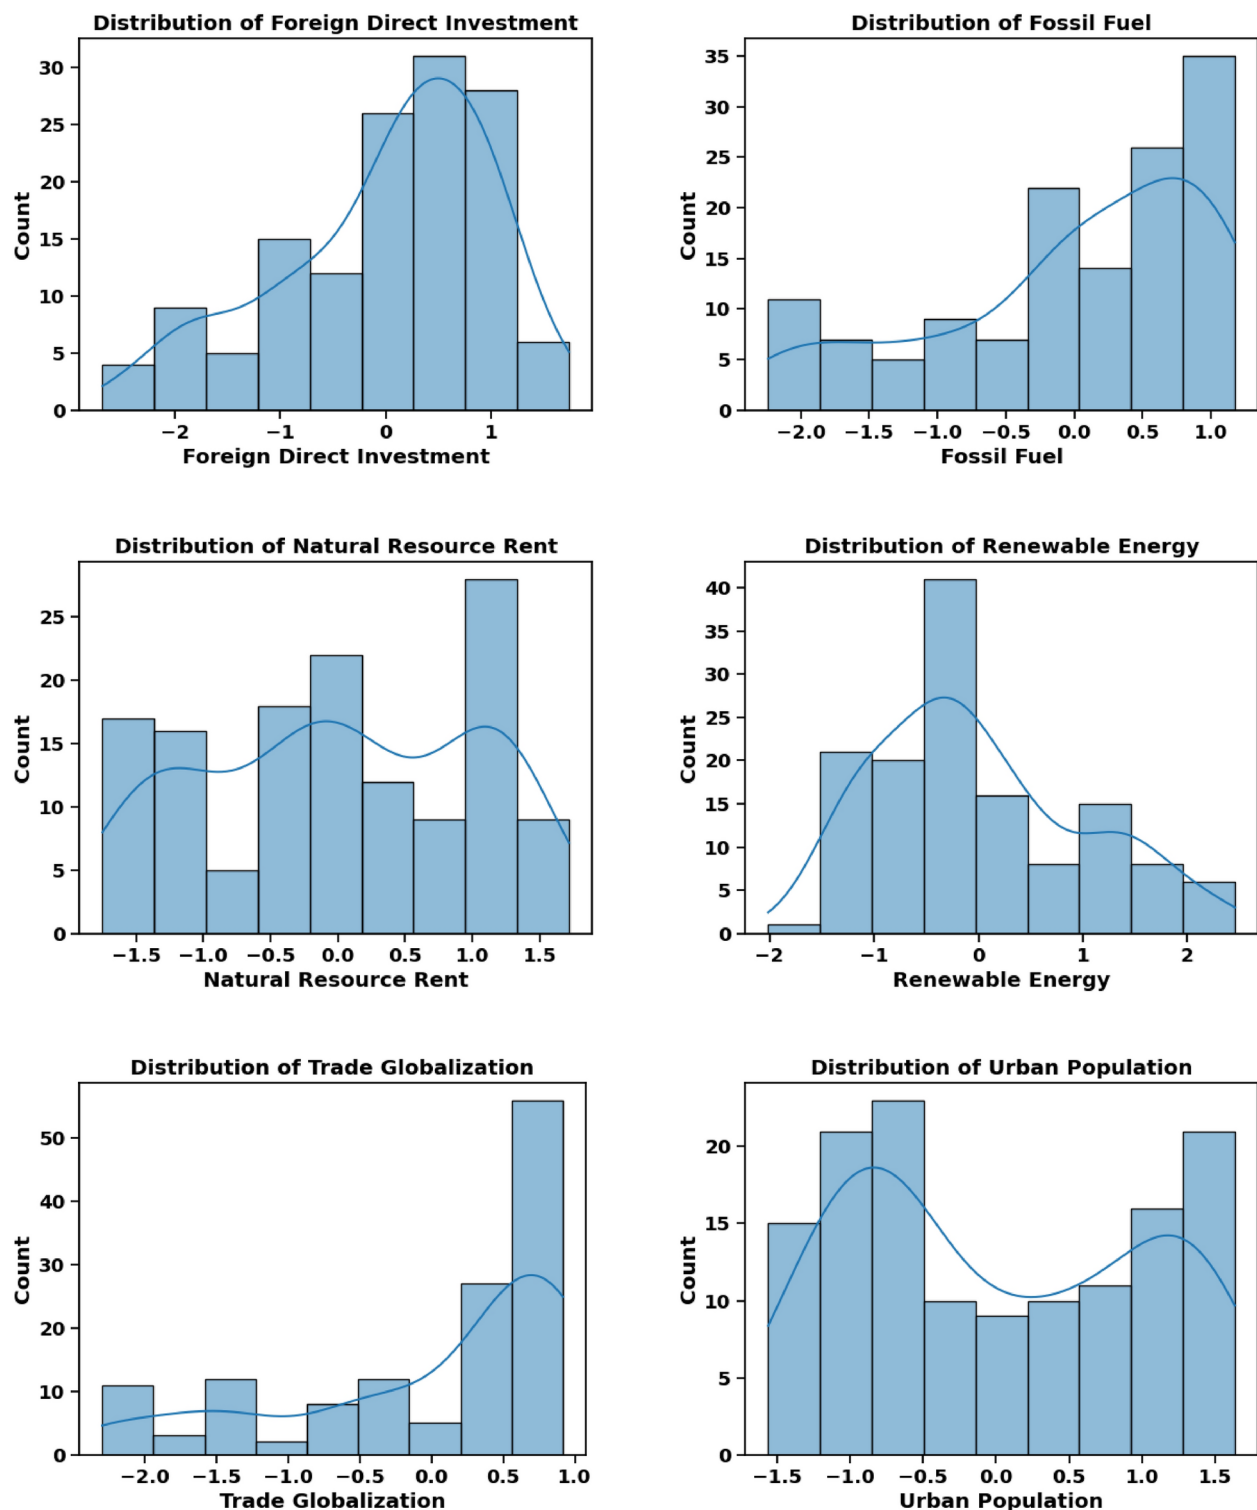 Distribution of Foreign Direct Investment
Count
30
25
20
15
10
5
0
−2 −1 0 1
Foreign Direct Investment
Distribution of Fossil Fuel
Count
35
30
25
20
15
10
5
0
−2.0 −1.5 −1.0 −0.5 0.0 0.5 1.0
Fossil Fuel
Distribution of Natural Resource Rent
Count
25
20
15
10
5
0
−1.5 −1.0 −0.5 0.0 0.5 1.0 1.5
Natural Resource Rent
Distribution of Renewable Energy
Count
40
35
30
25
20
15
10
5
0
−2 −1 0 1 2
Renewable Energy
Distribution of Trade Globalization
Count
50
40
30
20
10
0
−2.0 −1.5 −1.0 −0.5 0.0 0.5 1.0
Trade Globalization
Distribution of Urban Population
Count
20
15
10
5
0
−1.5 −1.0 −0.5 0.0 0.5 1.0 1.5
Urban Population